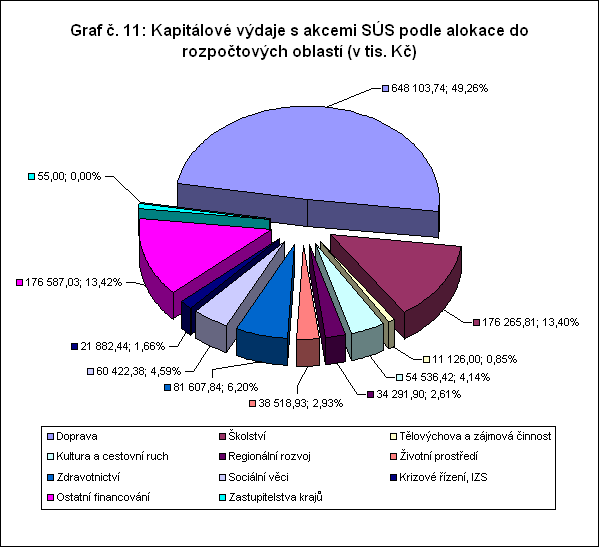 Graf č. 11: Kapitálové výdaje s akcemi SÚS podle alokace do
rozpočtových oblastí (v tis. Kč)
648 103,74; 49,26%
55,00; 0,00%
176 587,03; 13,42%
176 265,81; 13,40%
21 882,44; 1,66%
11 126,00; 0,85%
60 422,38; 4,59%
54 536,42; 4,14%
81 607,84; 6,20%
34 291,90; 2,61%
38 518,93; 2,93%
Doprava Školství Tělovýchova a zájmová činnost
Kultura a cestovní ruch Regionální rozvoj Životní prostředí
Zdravotnictví Sociální věci Krizové řízení, IZS
Ostatní financování Zastupitelstva krajů